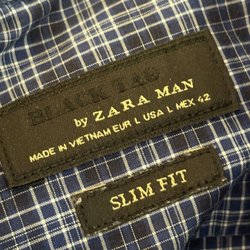 BLACK TAG
by ZARA MAN
MADE IN VIETNAM EUR L USA L MEX 42
SLIM FIT